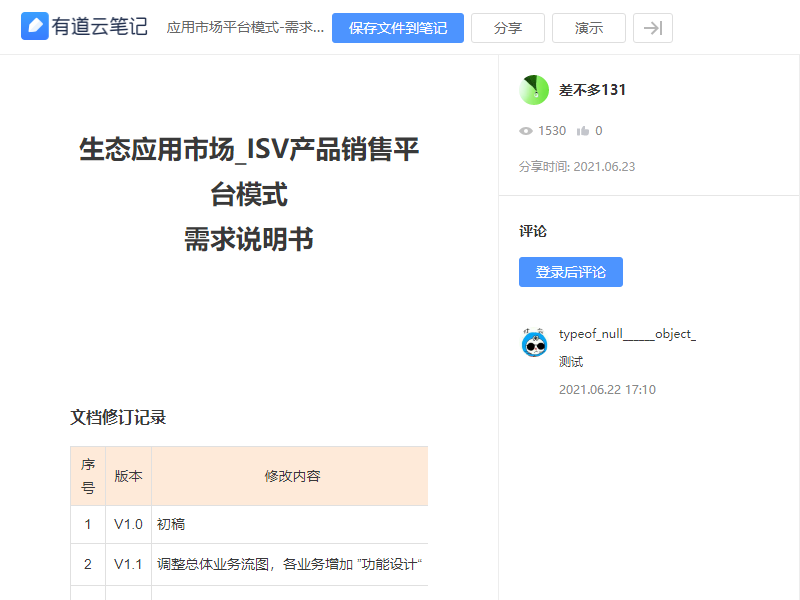 有道云笔记
应用市场平台模式-需求...
保存文件到笔记
分享
演示
生态应用市场_ISV产品销售平
台模式
需求说明书
文档修订记录
序号 版本 修改内容
1 V1.0 初稿
2 V1.1 调整总体业务流图，各业务增加 "功能设计"
差不多131
1530 0
分享时间: 2021.06.23
评论
登录后评论
typeof_null______object_
测试
2021.06.22 17:10